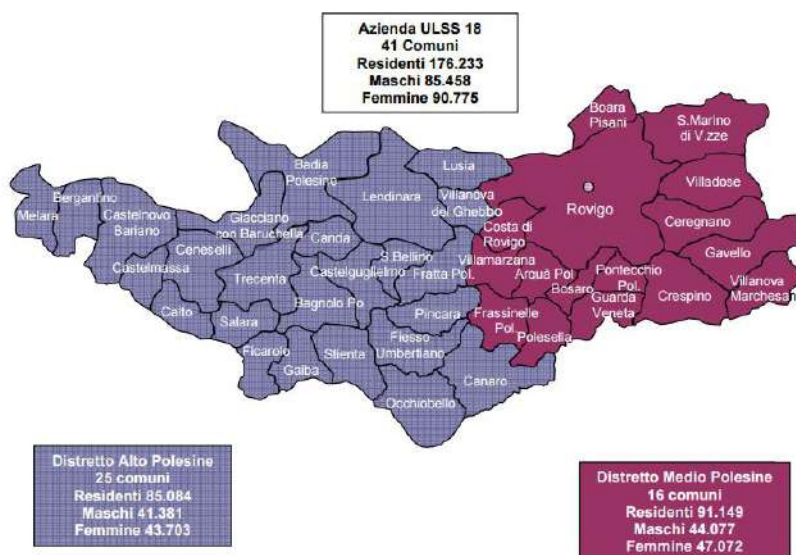 Azienda ULSS 18
41 Comuni
Residenti 176.233
Maschi 85.458
Femmine 90.775
Boara
Pisani
S.Marino
di V.zze
Badia
Polesine
Lusia
Lendinara
Villanova
del Ghebbo
Villadose
Rovigo
Melara
Bergantino
Castelnovo
Bariano
Giacciano
con Baruchella
Canda
Costa di
Rovigo
Ceregnano
Ceneselli
Castelmassa
Trecenta
S.Bellino
Castelguglielmo
Fratta Pol.
Villamarzana
Arquà Pol
Bosaro
Pontecchio
Pol.
Gavello
Villanova
Marchesan
Calto
Salara
Bagnolo Po
Pincara
Frassinelle
Pol.
Polesella
Guarda
Veneta
Crespino
Ficarolo
Gaiba
Stienta
Fiesso
Umbertiano
Canaro
Occhiobello
Distretto Alto Polesine
25 comuni
Residenti 85.084
Maschi 41.381
Femmine 43.703
Distretto Medio Polesine
16 comuni
Residenti 91.149
Maschi 44.077
Femmine 47.072